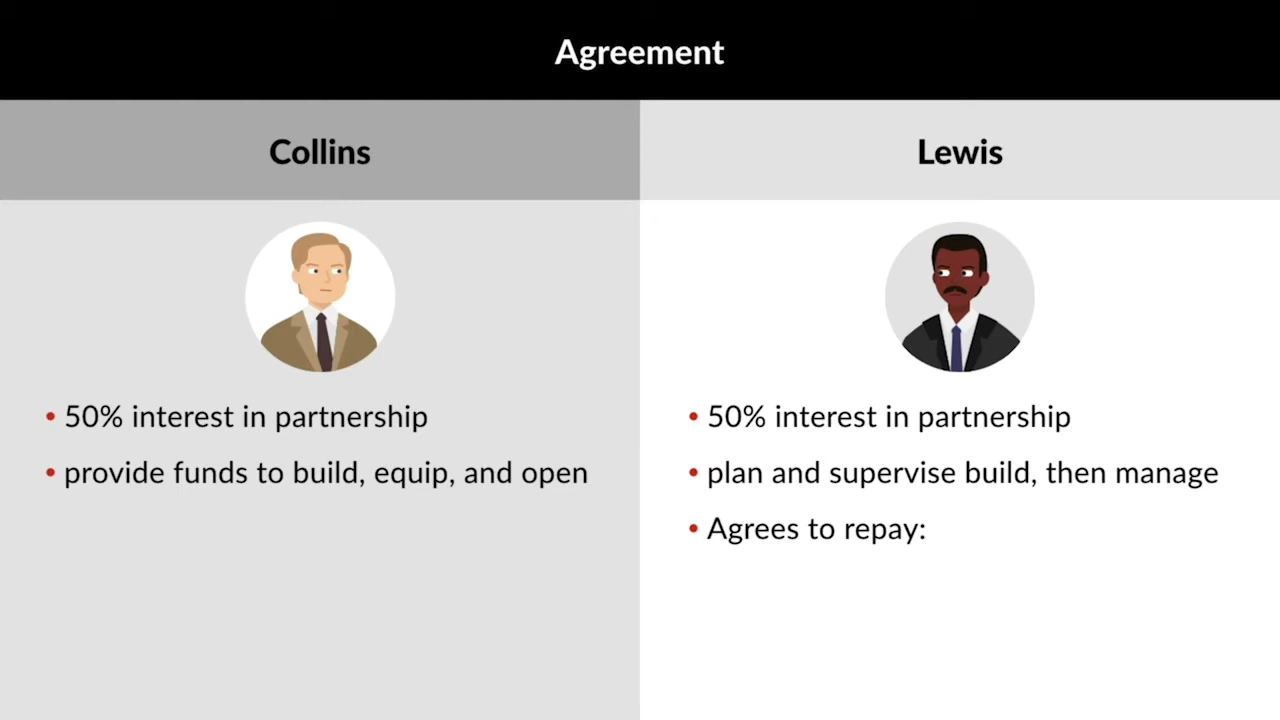 Agreement
Collins
Lewis
• 50% interest in partnership
• provide funds to build, equip, and open
• 50% interest in partnership
• plan and supervise build, then manage
• Agrees to repay: